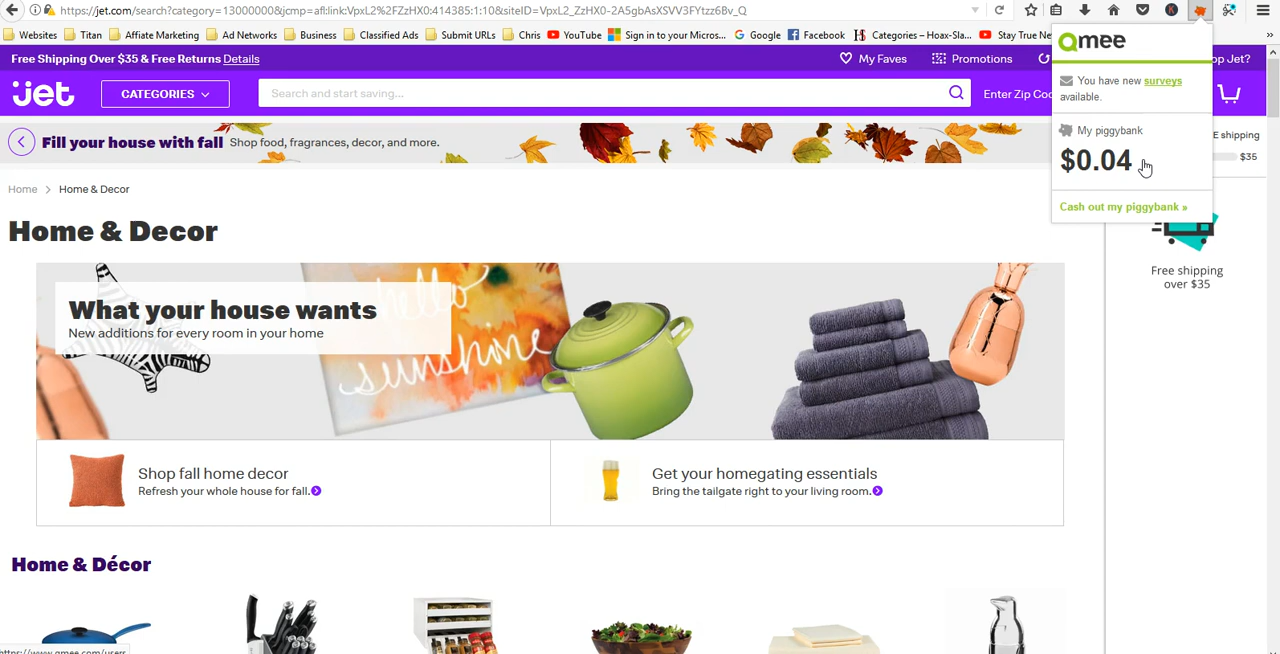 https://jet.com/search?category=13000000&jcmp=afl:link:VpxL2%2FZzHX0:414385:1:10&siteID=VpxL2_ZzHX0-2A5gbAsXSVV3FYtzz6Bv_Q
Websites Titan Affiate Marketing Ad Networks Business Classified Ads Submit URLs Chris YouTube Sign in to your Micros... Google Facebook Categories – Hoax-Sla... Stay True Ne
Free Shipping Over $35 & Free Returns Details
My Faves
Promotions
op Jet?
jet
CATEGORIES
Search and start saving...
Enter Zip Co
Qmee
You have new surveys
available.
My piggybank
$0.04
Cash out my piggybank »
Fill your house with fall Shop food, fragrances, decor, and more.
E shipping
$35
Home > Home & Decor
Home & Decor
Free shipping
over $35
hello
sunshine
What your house wants
New additions for every room in your home
Shop fall home decor
Refresh your whole house for fall.
Get your homegating essentials
Bring the tailgate right to your living room.
Home & Décor
https://www.qmee.com/users